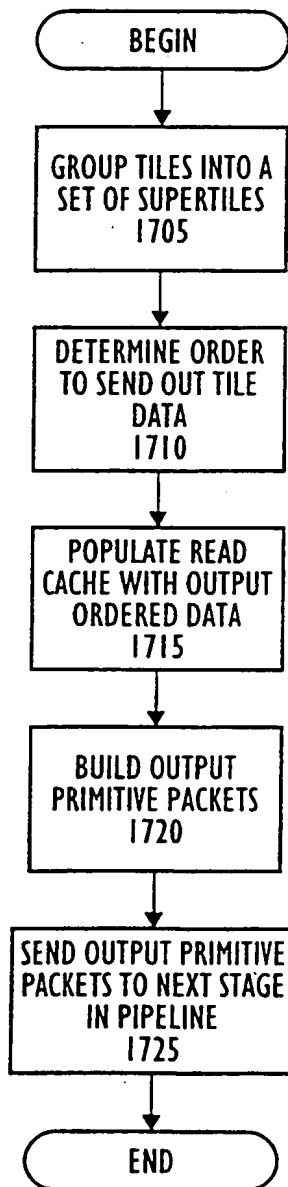 BEGIN
GROUP TILES INTO A
SET OF SUPERTILES
1705
DETERMINE ORDER
TO SEND OUT TILE
DATA
1710
POPULATE READ
CACHE WITH OUTPUT
ORDERED DATA
1715
BUILD OUTPUT
PRIMITIVE PACKETS
1720
SEND OUTPUT PRIMITIVE
PACKETS TO NEXT STAGE
IN PIPELINE
1725
END